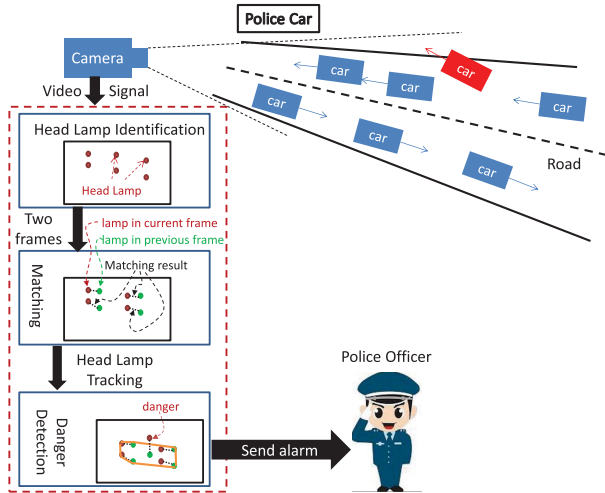 Police Car
Camera
car
car
car
car
car
car
car
Road
Video Signal
Head Lamp Identification
Head Lamp
Two
frames
lamp in current frame
lamp in previous frame
Matching result
Matching
Head Lamp
Tracking
Danger
Detection
danger
Send alarm
Police Officer